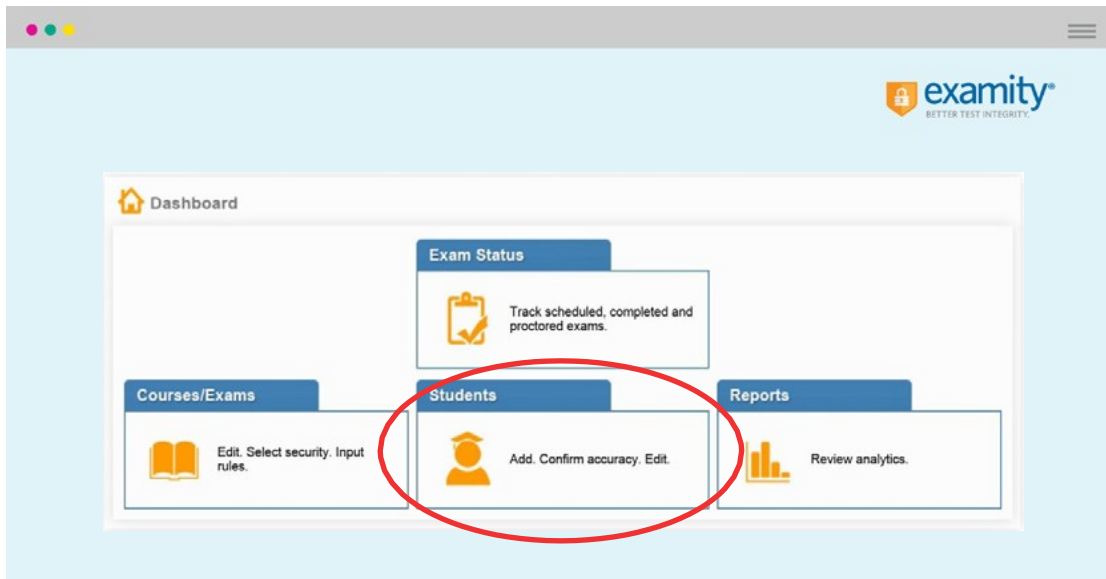 examity®
BETTER TEST INTEGRITY.
Dashboard
Exam Status
Track scheduled, completed and
proctored exams.
Courses/Exams
Edit. Select security. Input
rules.
Students
Add. Confirm accuracy. Edit.
Reports
Review analytics.